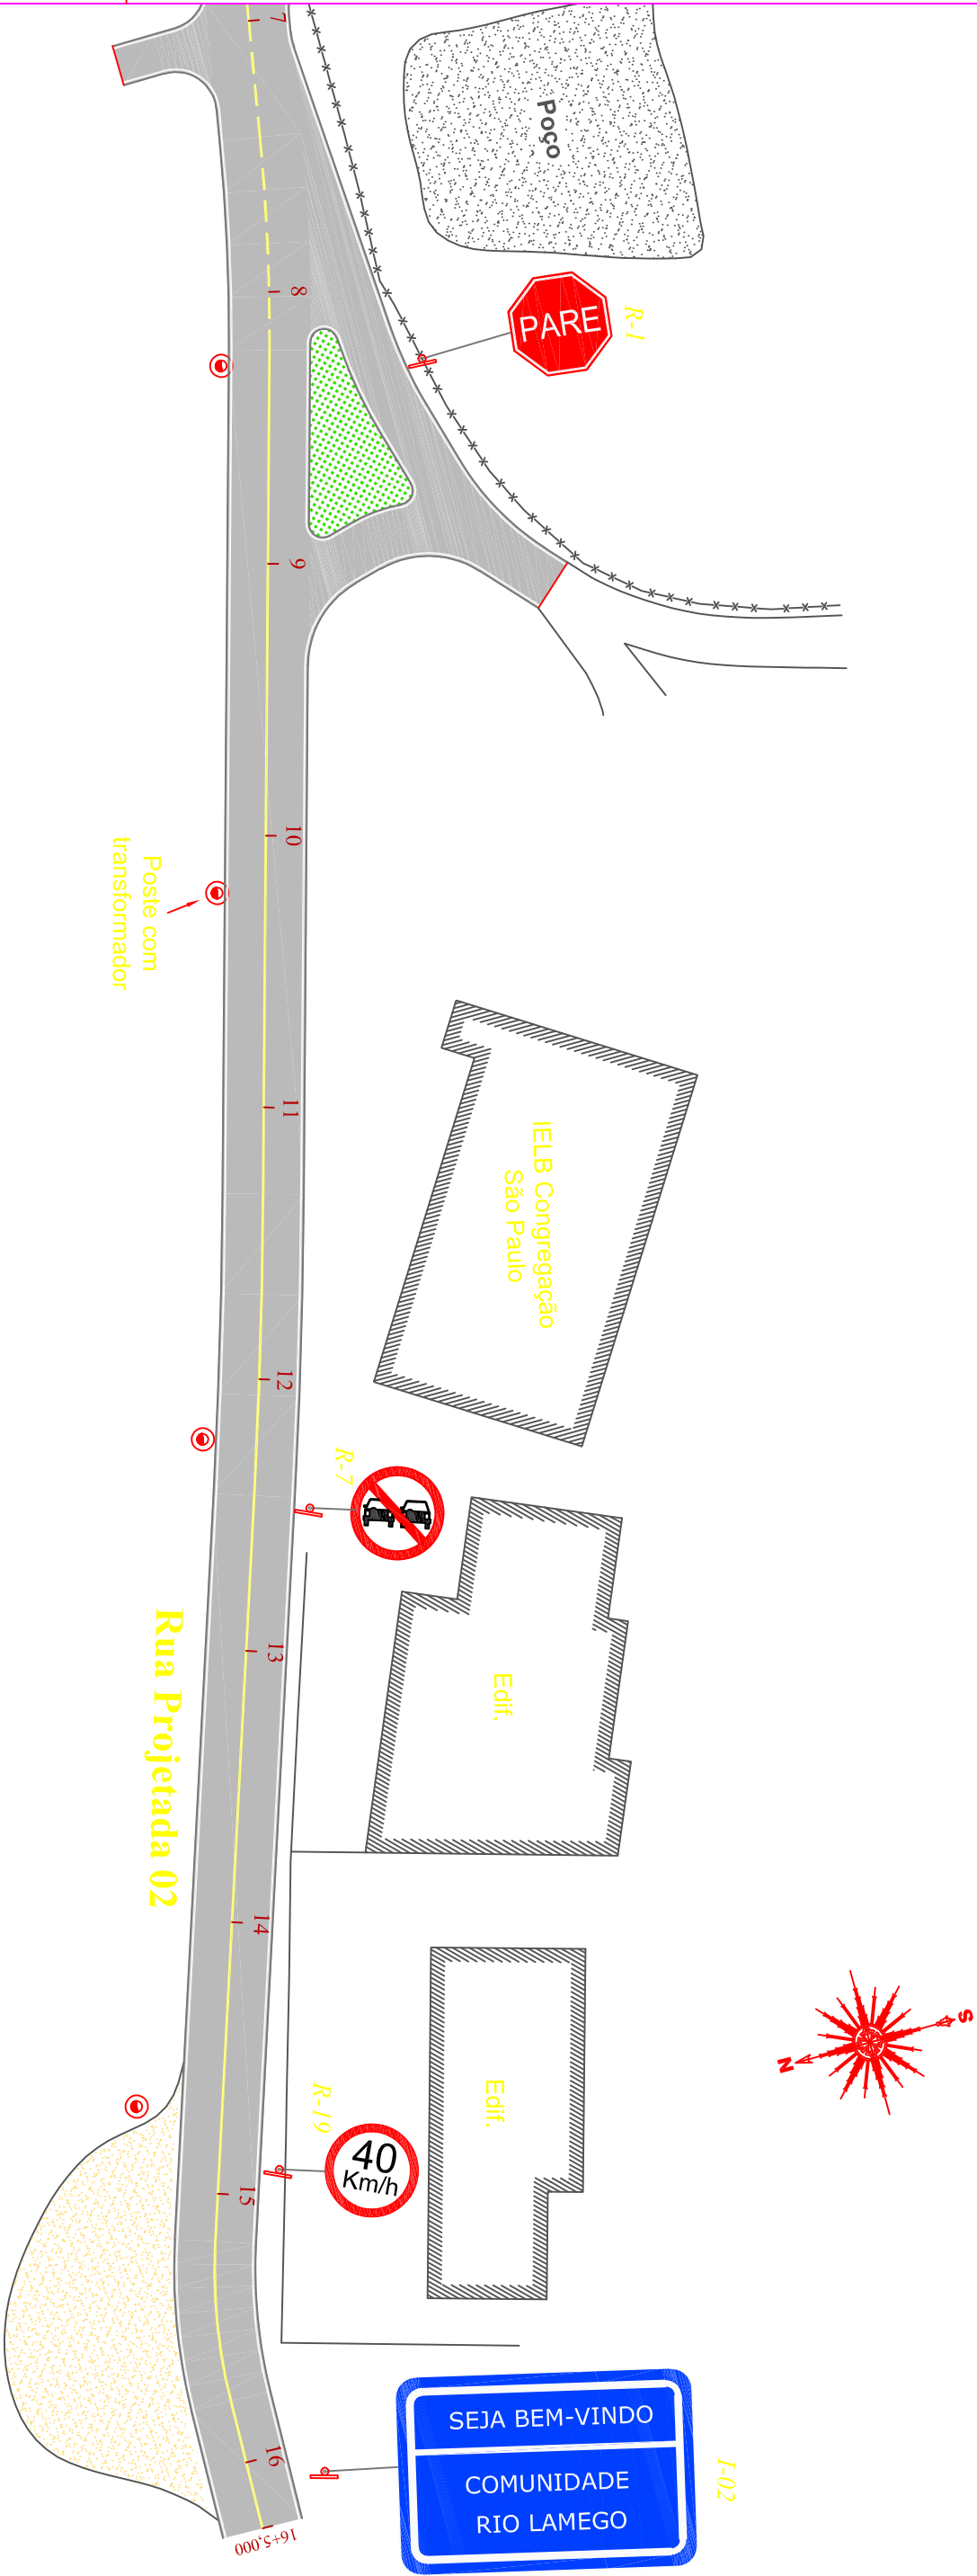 7
Poço
8
PARE
R-1
9
10
Poste com
transformador
11
IELB Congregação
São Paulo
12
R-7
13
Edif.
Rua Projetada 02
14
S
N
Edif.
R-19
40
Km/h
15
SEJA BEM-VINDO
COMUNIDADE
RIO LAMEGO
I-02
16
16+5,000